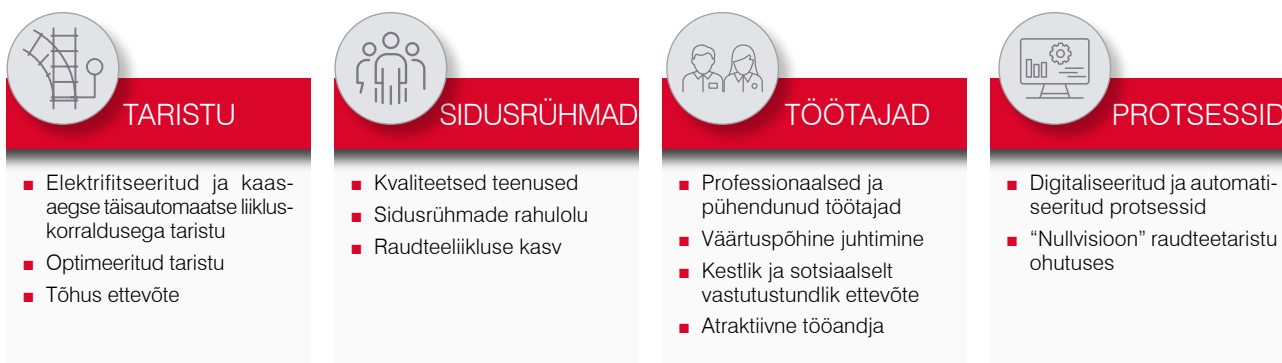 TARISTU
Elektrifitseeritud ja kaas-
aegse täisautomaatse liiklus-
korraldusega taristu
Optimeeritud taristu
Tõhus ettevõte
SIDUSRÜHMAD
Kvaliteetsed teenused
Sidusrühmade rahulolu
Raudteeliikluse kasv
TÖÖTAJAD
Professionaalsed ja
pühendunud töötajad
Väärtuspõhine juhtimine
Kestlik ja sotsiaalselt
vastutustundlik ettevõte
Atraktiivne tööandja
PROTSESSID
Digitaliseeritud ja automati-
seeritud protsessid
“Nullvisioon” raudteetaristu
ohutuses